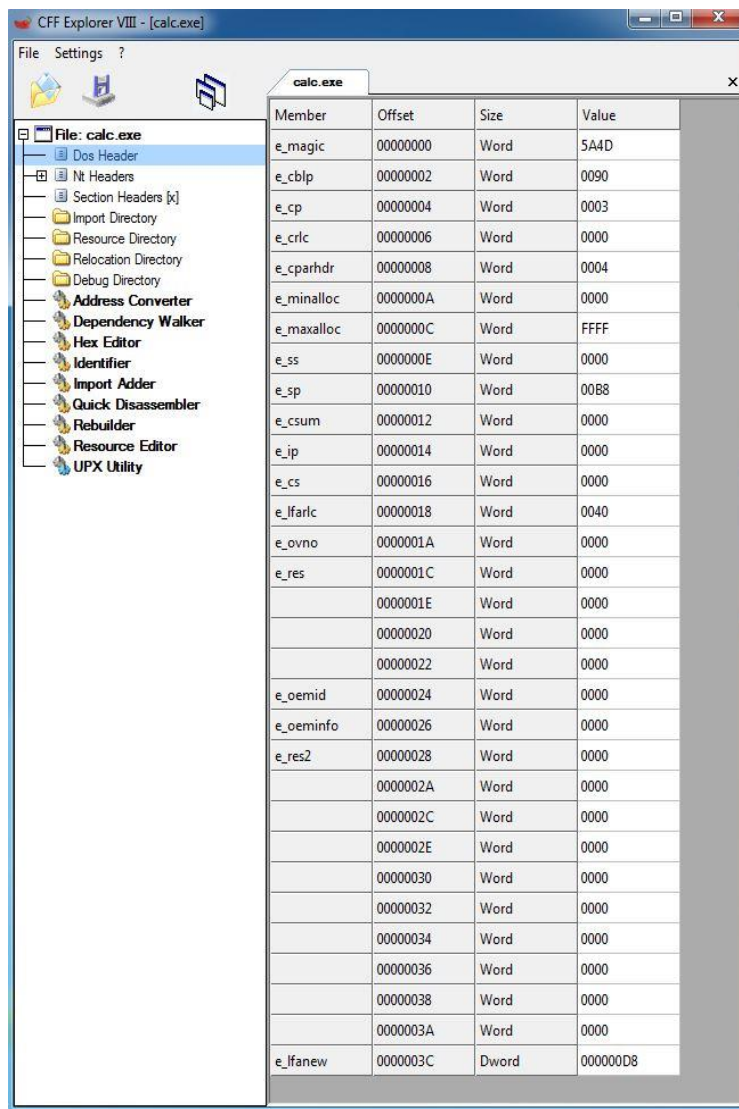 CFF Explorer VIII - [calc.exe]
File Settings ?
calc.exe
File: calc.exe
Dos Header
Nt Headers
Section Headers [x]
Import Directory
Resource Directory
Relocation Directory
Debug Directory
Address Converter
Dependency Walker
Hex Editor
Identifier
Import Adder
Quick Disassembler
Rebuilder
Resource Editor
UPX Utility
Member Offset Size Value
e_magic 00000000 Word 5A4D
e_cblp 00000002 Word 0090
e_cp 00000004 Word 0003
e_crlc 00000006 Word 0000
e_cparhdr 00000008 Word 0004
e_minalloc 0000000A Word 0000
e_maxalloc 0000000C Word FFFF
e_ss 0000000E Word 0000
e_sp 00000010 Word 00B8
e_csum 00000012 Word 0000
e_ip 00000014 Word 0000
e_cs 00000016 Word 0000
e_lfarlc 00000018 Word 0040
e_ovno 0000001A Word 0000
e_res 0000001C Word 0000
0000001E Word 0000
00000020 Word 0000
00000022 Word 0000
e_oemid 00000024 Word 0000
e_oeminfo 00000026 Word 0000
e_res2 00000028 Word 0000
0000002A Word 0000
0000002C Word 0000
0000002E Word 0000
00000030 Word 0000
00000032 Word 0000
00000034 Word 0000
00000036 Word 0000
00000038 Word 0000
0000003A Word 0000
e_lfanew 0000003C Dword 000000D8